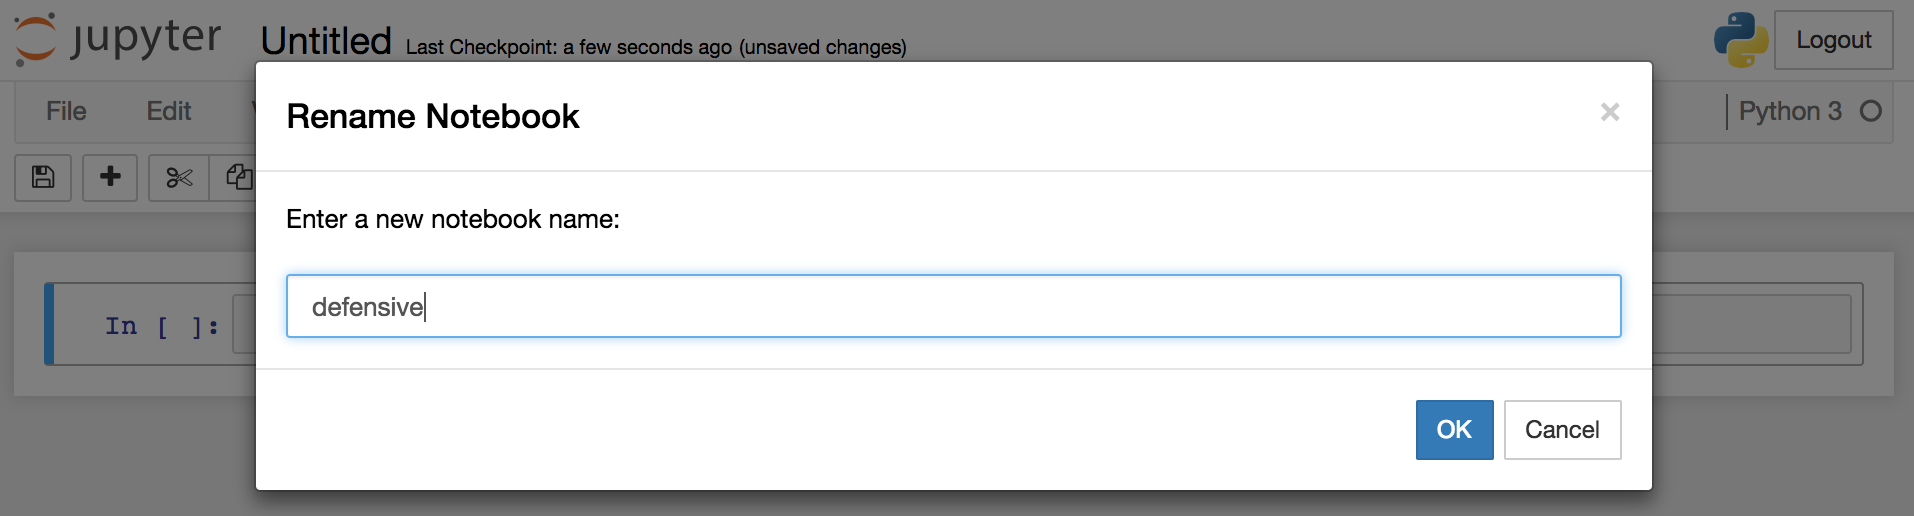 jupyter Untitled Last Checkpoint: a few seconds ago (unsaved changes) Logout
File Edit Python 3
Rename Notebook ×
Enter a new notebook name:
In [ ]:
defensive
OK Cancel